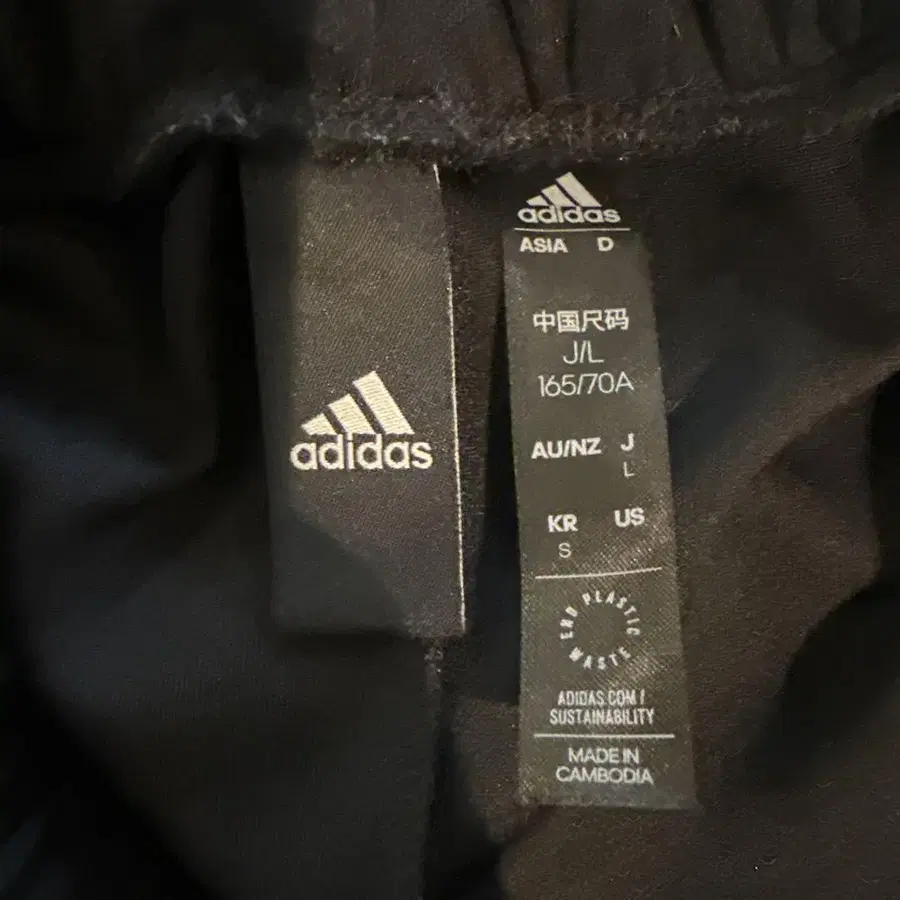 adidas
adidas
ASIA D
中国尺码
J/L
165/70A
AU/NZ J
L
KR US
S
END PLASTIC WASTE
ADIDAS.COM /
SUSTAINABILITY
MADE IN
CAMBODIA